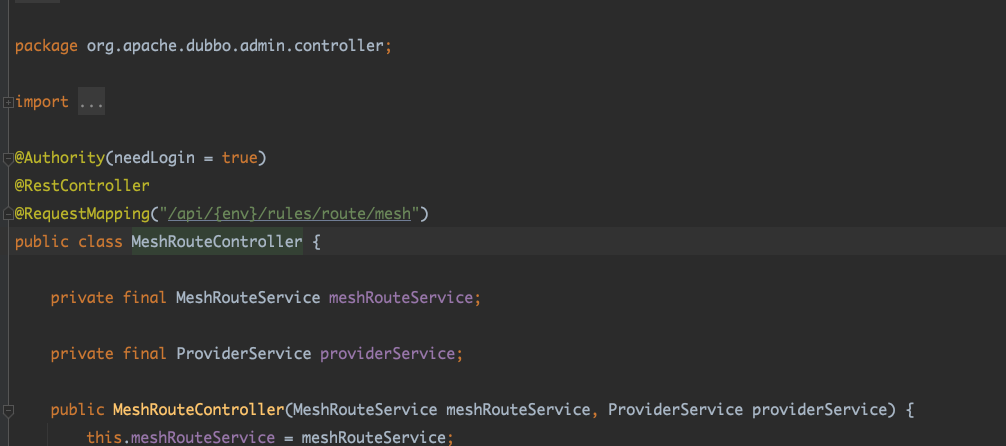 package org.apache.dubbo.admin.controller;
import ...
@Authority(needLogin = true)
@RestController
@RequestMapping("/api/{env}/rules/route/mesh")
public class MeshRouteController {
private final MeshRouteService meshRouteService;
private final ProviderService providerService;
public MeshRouteController(MeshRouteService meshRouteService, ProviderService providerService) {
this.meshRouteService = meshRouteService;